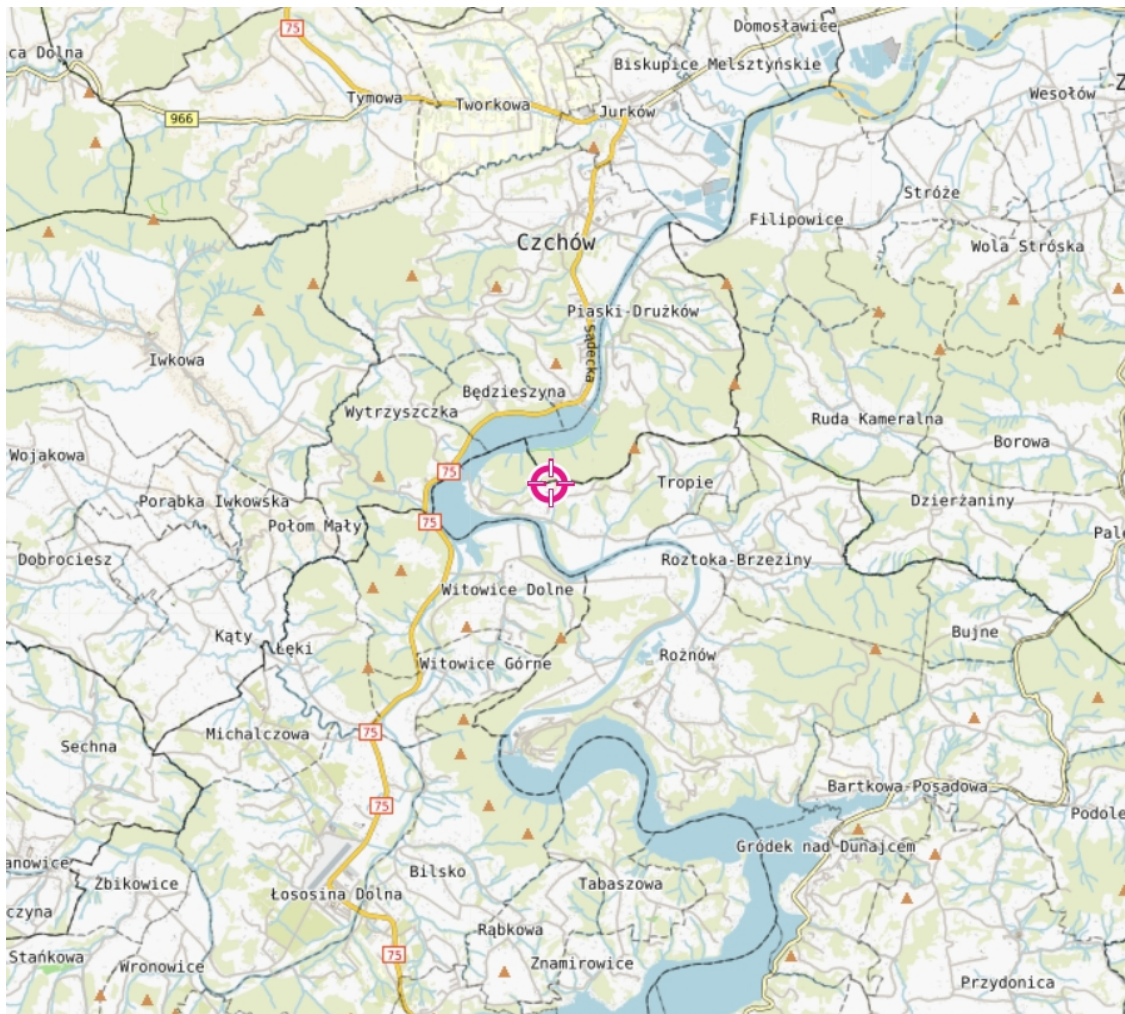 Domosławice
75
ca Dolna
Biskupice Melsztyńskie
Wesołów
Z
Tymowa
Tworkowa
Jurków
966
Stróże
Filipowice
Czchów
Wola Stróska
Piaski-Drużków
Sądecka
Iwkowa
Będzieszyna
Wytrzyszczka
Ruda Kameralna
Borowa
Wojakowa
75
Tropie
Porąbka Iwkowska
Dzierżaniny
Połom Mały
75
Pale
Dobrociesz
Roztoka-Brzeziny
Witowice Dolne
Kąty
Bujne
Łęki
Rożnów
Witowice Górne
75
Michalczowa
Sechna
Bartkowa-Posadowa
75
Podole
Gródek nad Dunajcem
anowice
Bilsko
Żbikowice
Tabaszowa
Łososina Dolna
czyna
Rąbkowa
75
Stańkowa
Wronowice
Znamirowice
Przydonica